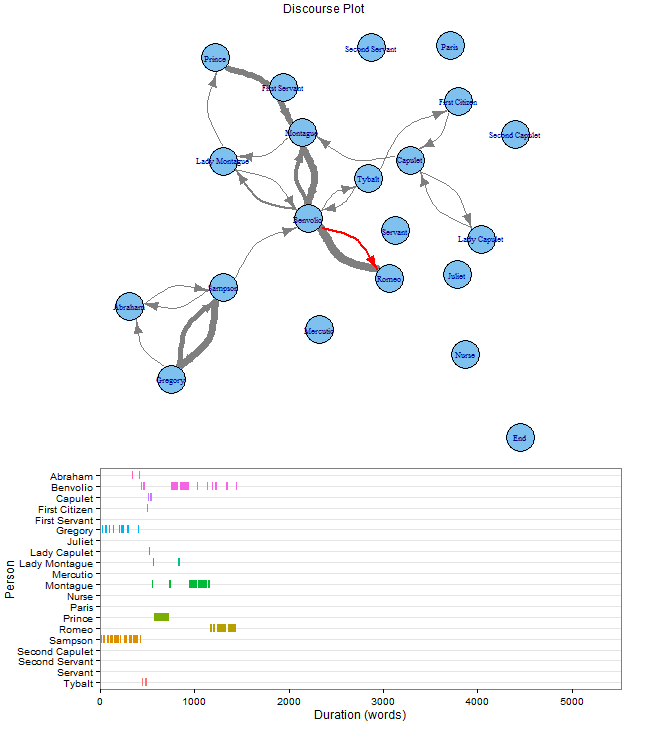 Discourse Plot
Second Servant
Paris
Prince
First Servant
First Citizen
Montague
Second Capulet
Lady Montague
Capulet
Tybalt
Benvolio
Servant
Lady Capulet
Romeo
Juliet
Sampson
Abraham
Mercutio
Nurse
Gregory
End
Abraham
Benvolio
Capulet
First Citizen
First Servant
Gregory
Juliet
Lady Capulet
Lady Montague
Mercutio
Montague
Nurse
Paris
Prince
Romeo
Sampson
Second Capulet
Second Servant
Servant
Tybalt
Person
0 1000 2000 3000 4000 5000
Duration (words)